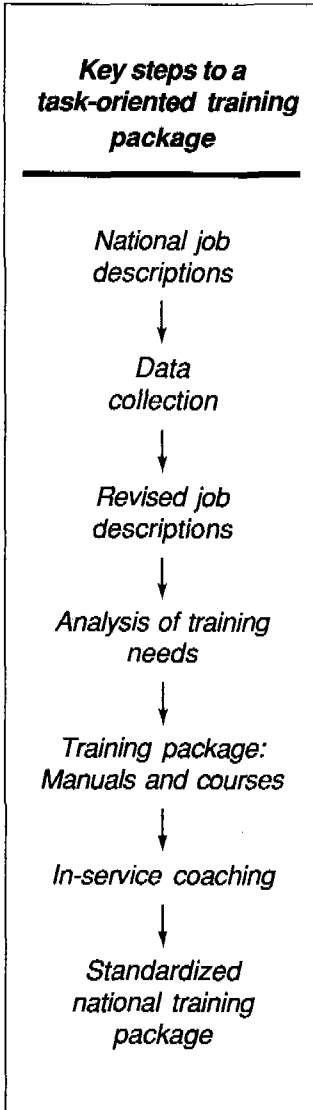 Key steps to a
task-oriented training
package
National job
descriptions
Data
collection
Revised job
descriptions
Analysis of training
needs
Training package:
Manuals and courses
In-service coaching
Standardized
national training
package